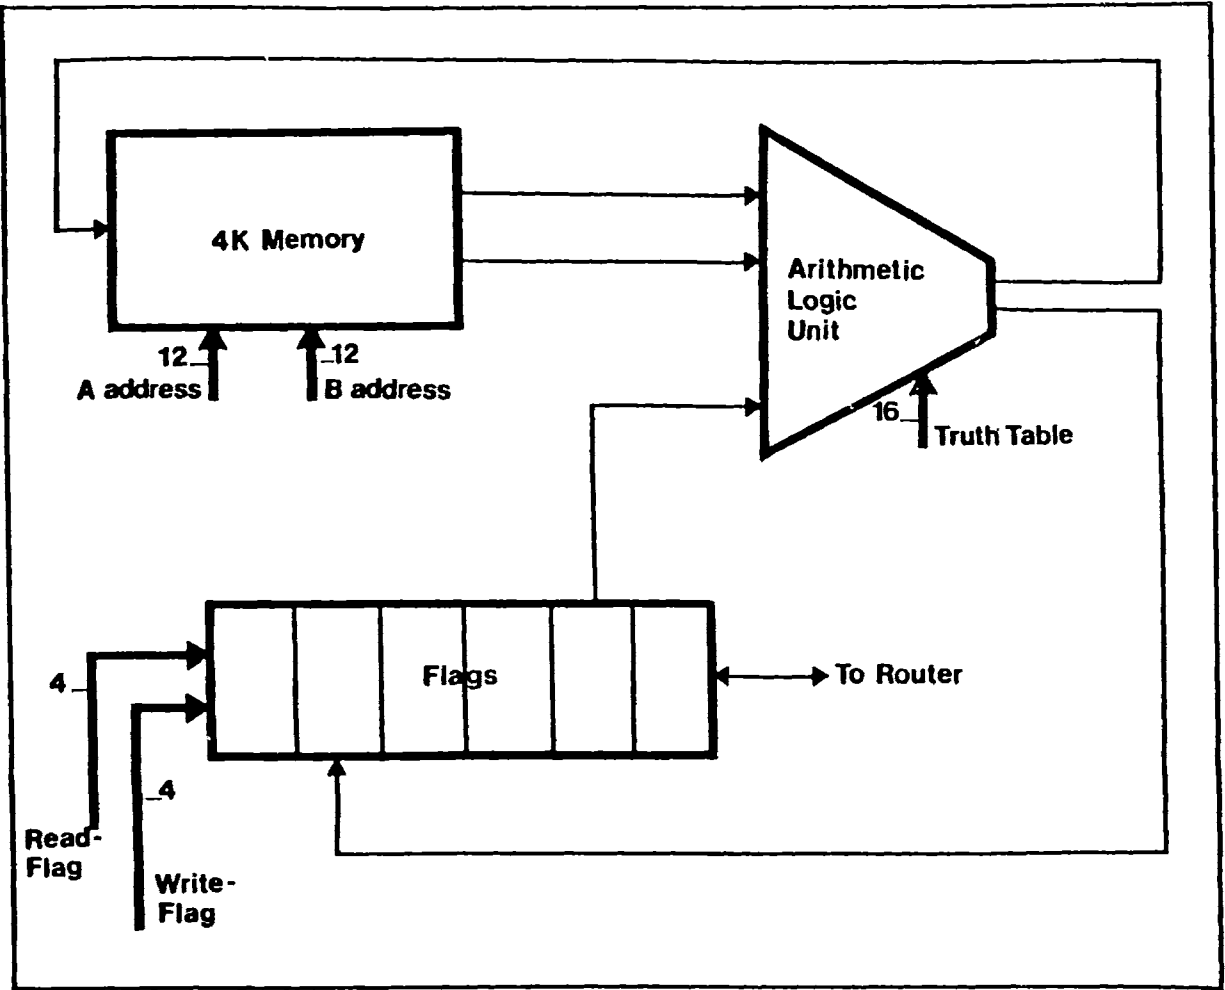 4K Memory
12
12
A address
B address
Arithmetic
Logic
Unit
16
Truth Table
Flags
To Router
4
4
Read-
Flag
Write-
Flag